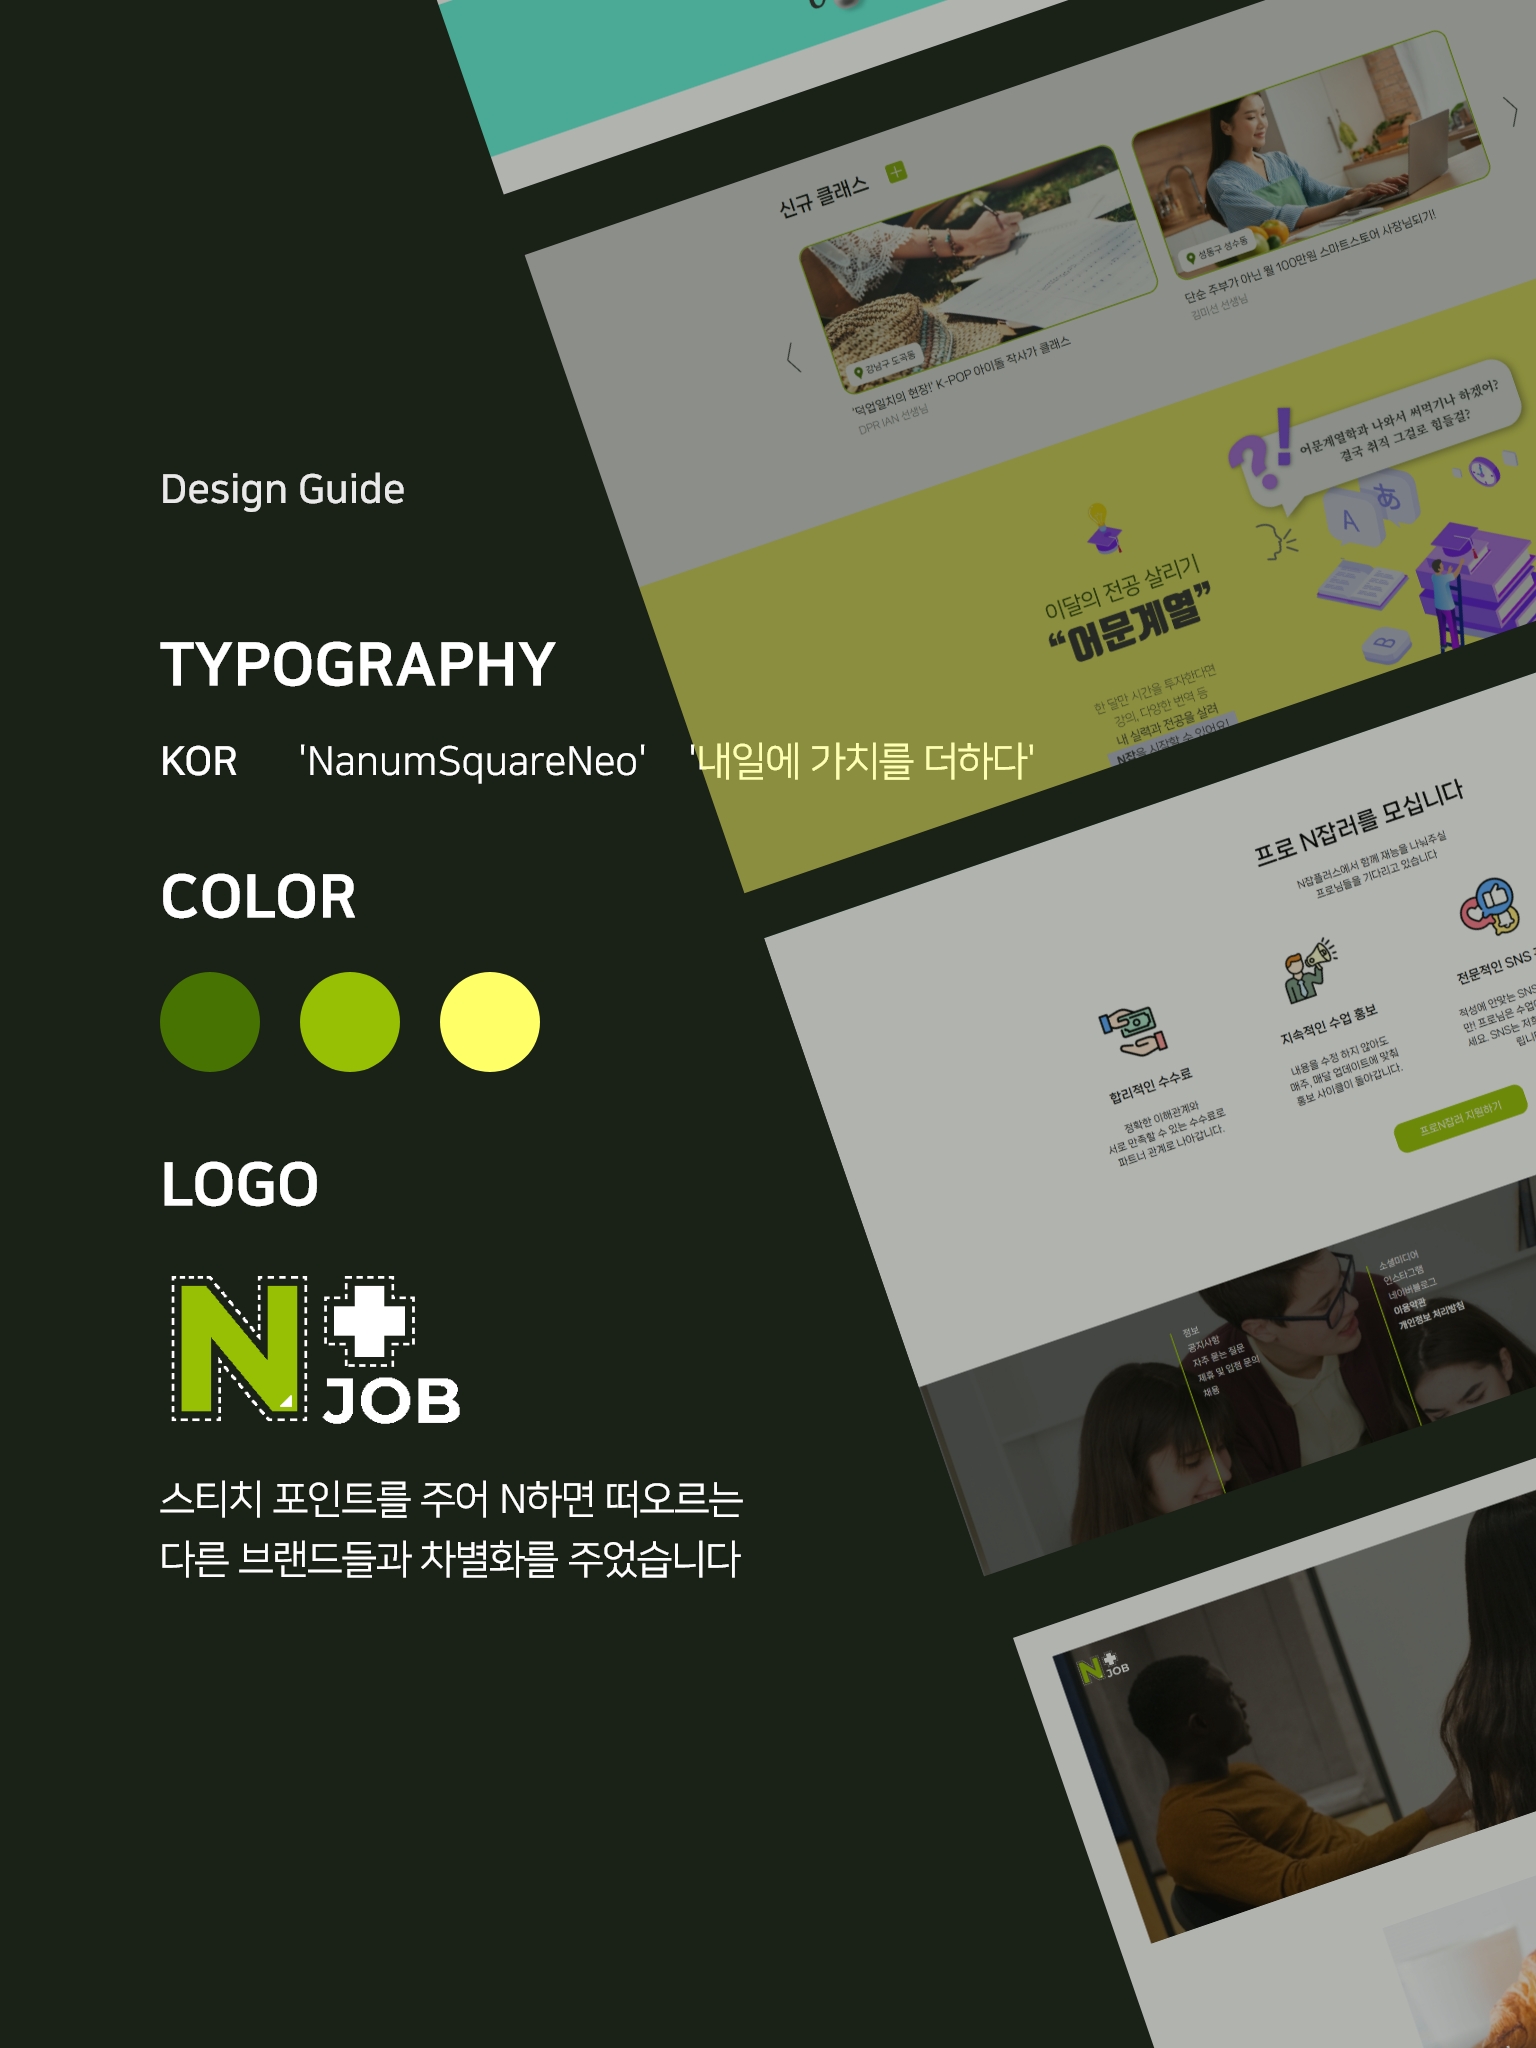 Design Guide
TYPOGRAPHY
KOR 'NanumSquareNeo' '내일에 가치를 더하다'
COLOR
LOGO
N
JOB
스티치 포인트를 주어 N하면 떠오르는
다른 브랜드들과 차별화를 주었습니다
신규 클래스
강남구 도곡동
'덕업일치의 현장!' K-POP 아이돌 작사가 클래스
DPR IAN 선생님
성동구 성수동
단순 주부가 아닌 월 100만원 스마트스토어 사장님되기!
김미선 선생님
?!
어문계열학과 나와서 써먹기나 하겠어?
결국 취직 그걸로 힘들걸?
A
あ
B
이달의 전공 살리기
“어문계열”
한 달만 시간을 투자한다면
강의, 다양한 번역 등
내 실력과 전공을 살려
N잡을 시작할 수 있어요!
프로 N잡러를 모십니다
N잡플러스에서 함께 재능을 나눠주실
프로님들을 기다리고 있습니다
합리적인 수수료
정확한 이해관계와
서로 만족할 수 있는 수수료로
파트너 관계로 나아갑니다.
지속적인 수업 홍보
내용을 수정 하지 않아도
매주, 매달 업데이트에 맞춰
홍보 사이클이 돌아갑니다.
전문적인 SNS
적성에 안맞는 SNS
만! 프로님은 수업
세요. SNS는 저희
립니
프로N잡러 지원하기
정보
공지사항
자주 묻는 질문
제휴 및 입점 문의
채용
소셜미디어
인스타그램
네이버블로그
이용약관
개인정보 처리방침
N
JOB